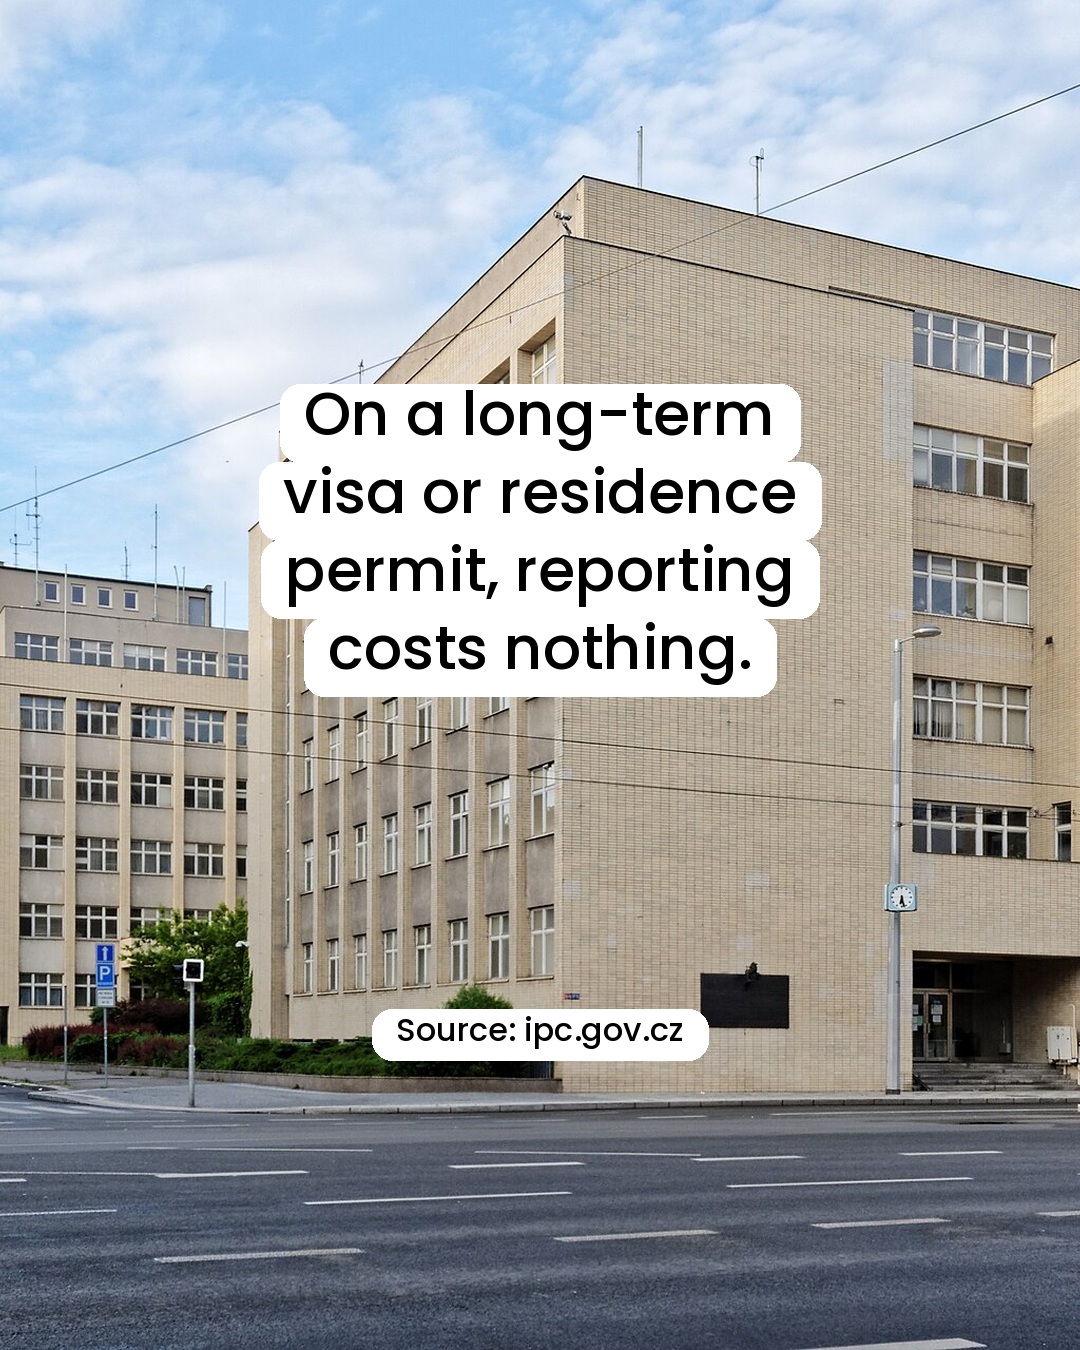 On a long-term
visa or residence
permit, reporting
costs nothing.
P
Source: ipc.gov.cz